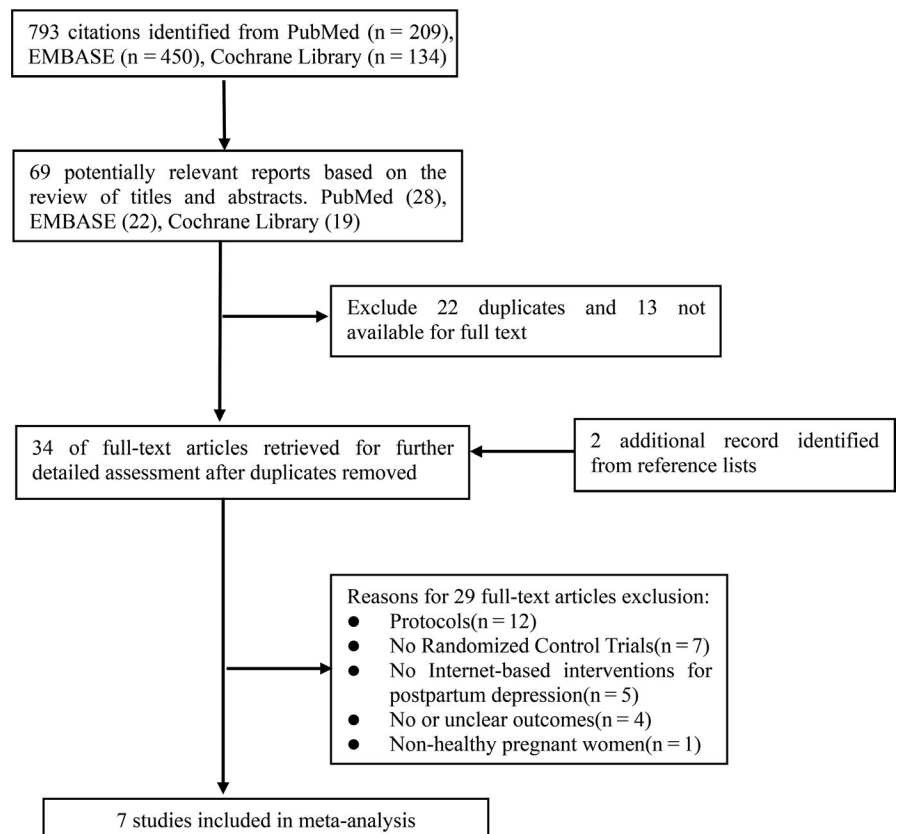 793 citations identified from PubMed (n = 209),
EMBASE (n = 450), Cochrane Library (n = 134)
69 potentially relevant reports based on the
review of titles and abstracts. PubMed (28),
EMBASE (22), Cochrane Library (19)
Exclude 22 duplicates and 13 not
available for full text
34 of full-text articles retrieved for further
detailed assessment after duplicates removed
2 additional record identified
from reference lists
Reasons for 29 full-text articles exclusion:
● Protocols(n = 12)
● No Randomized Control Trials(n = 7)
● No Internet-based interventions for
postpartum depression(n = 5)
● No or unclear outcomes(n = 4)
● Non-healthy pregnant women(n = 1)
7 studies included in meta-analysis